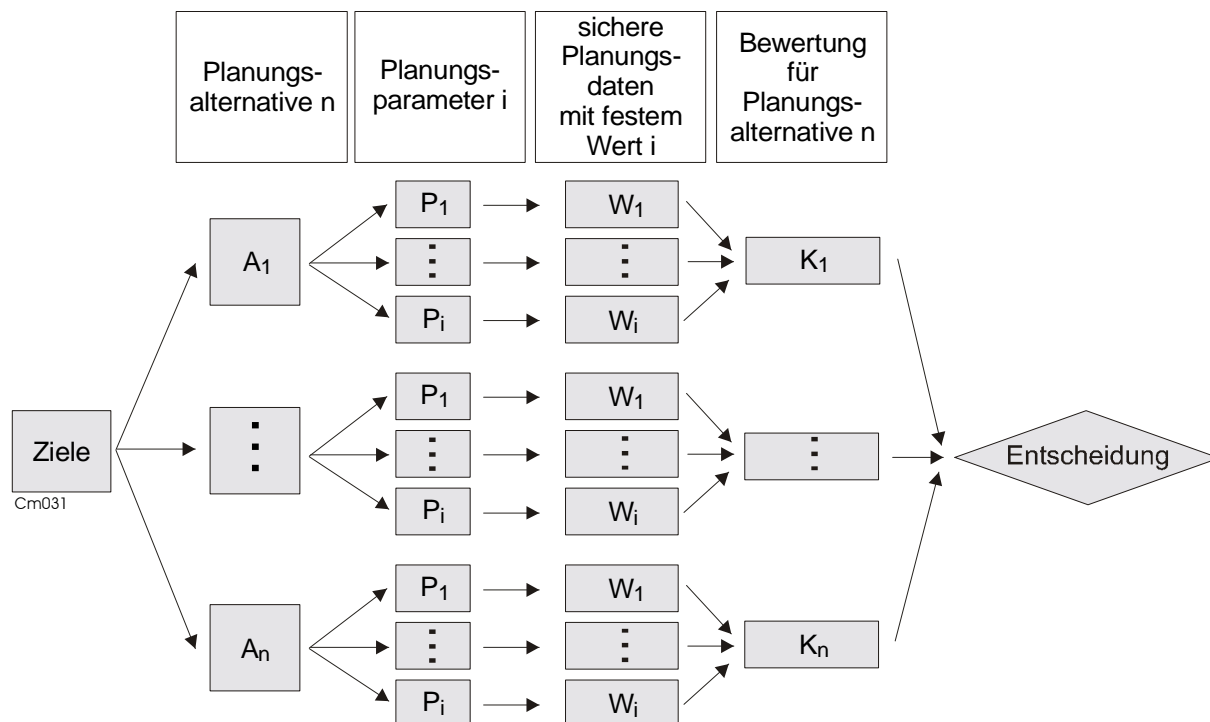 Planungs-
alternative n
Planungs-
parameter i
sichere
Planungs-
daten
mit festem
Wert i
Bewertung
für
Planungs-
alternative n
P1
W1
A1
⋮
⋮
K1
Pi
Wi
P1
W1
Ziele
⋮
⋮
⋮
⋮
Entscheidung
Cm031
Pi
Wi
P1
W1
An
⋮
⋮
Kn
Pi
Wi